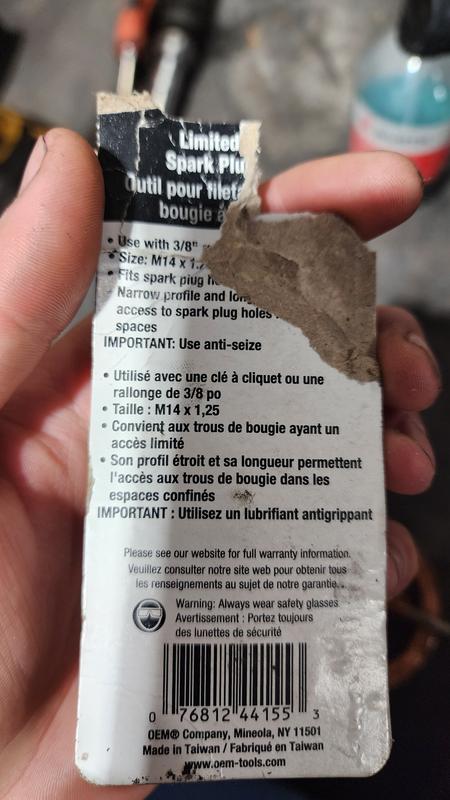 Limited
Spark Plu
Outil pour filet
bougie à
• Use with 3/8"
• Size: M14 x 1.2
• Fits spark plug h
Narrow profile and long
access to spark plug holes
spaces
IMPORTANT: Use anti-seize
• Utilisé avec une clé à cliquet ou une
rallonge de 3/8 po
• Taille : M14 x 1,25
• Convient aux trous de bougie ayant un
accès limité
• Son profil étroit et sa longueur permettent
l'accès aux trous de bougie dans les
espaces confinés
IMPORTANT : Utilisez un lubrifiant antigrippant
Please see our website for full warranty information.
Veuillez consulter notre site web pour obtenir tous
les renseignements au sujet de notre garantie.
Warning: Always wear safety glasses
Avertissement : Portez toujours
des lunettes de sécurité
0 76812 44155 3
OEM® Company, Mineola, NY 11501
Made in Taiwan / Fabriqué en Taiwan
www.oem-tools.com